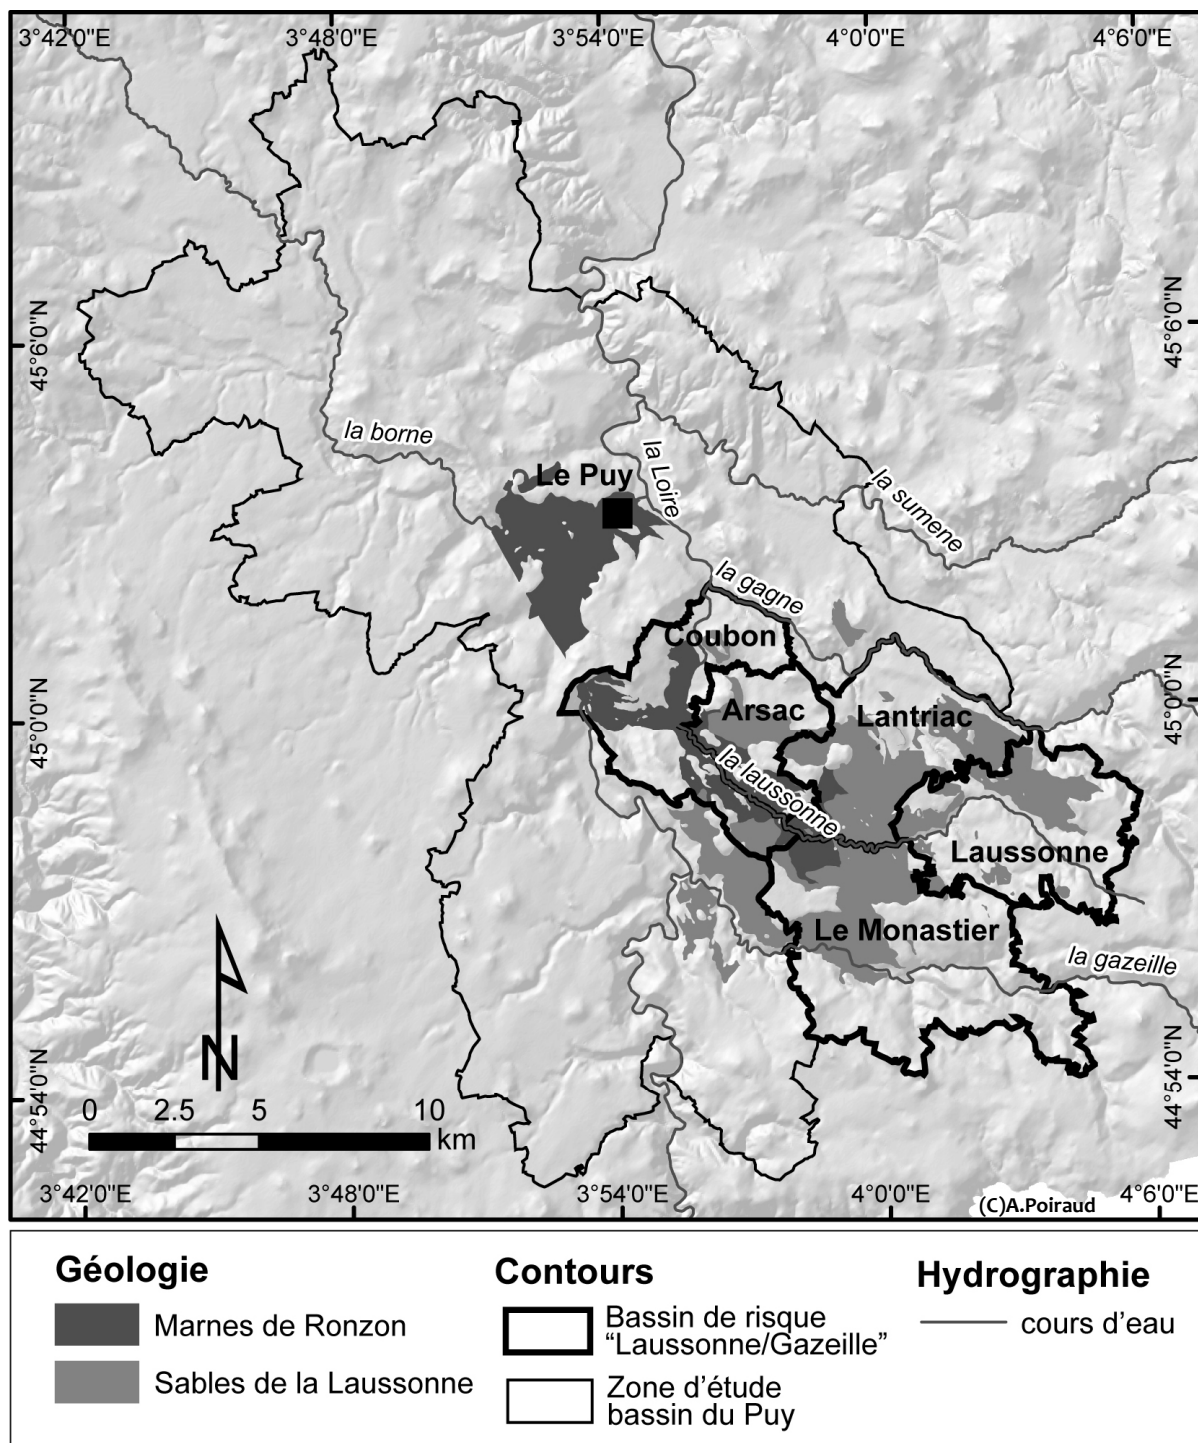 3°42'0"E
3°48'0"E
3°54'0"E
4°0'0"E
4°6'0"E
45°6'0"N
45°6'0"N
la borne
Le Puy
la Loire
la sumene
la gagne
Coubon
Arsac
Lantriac
45°0'0"N
45°0'0"N
la laussonne
Laussonne
Le Monastier
la gazeille
N
44°54'0"N
44°54'0"N
0 2.5 5 10
km
3°42'0"E
3°48'0"E
3°54'0"E
4°0'0"E
4°6'0"E
(C)A.Poiraud
Géologie
Marnes de Ronzon
Sables de la Laussonne
Contours
Bassin de risque
“Laussonne/Gazeille”
Zone d’étude
bassin du Puy
Hydrographie
cours d’eau